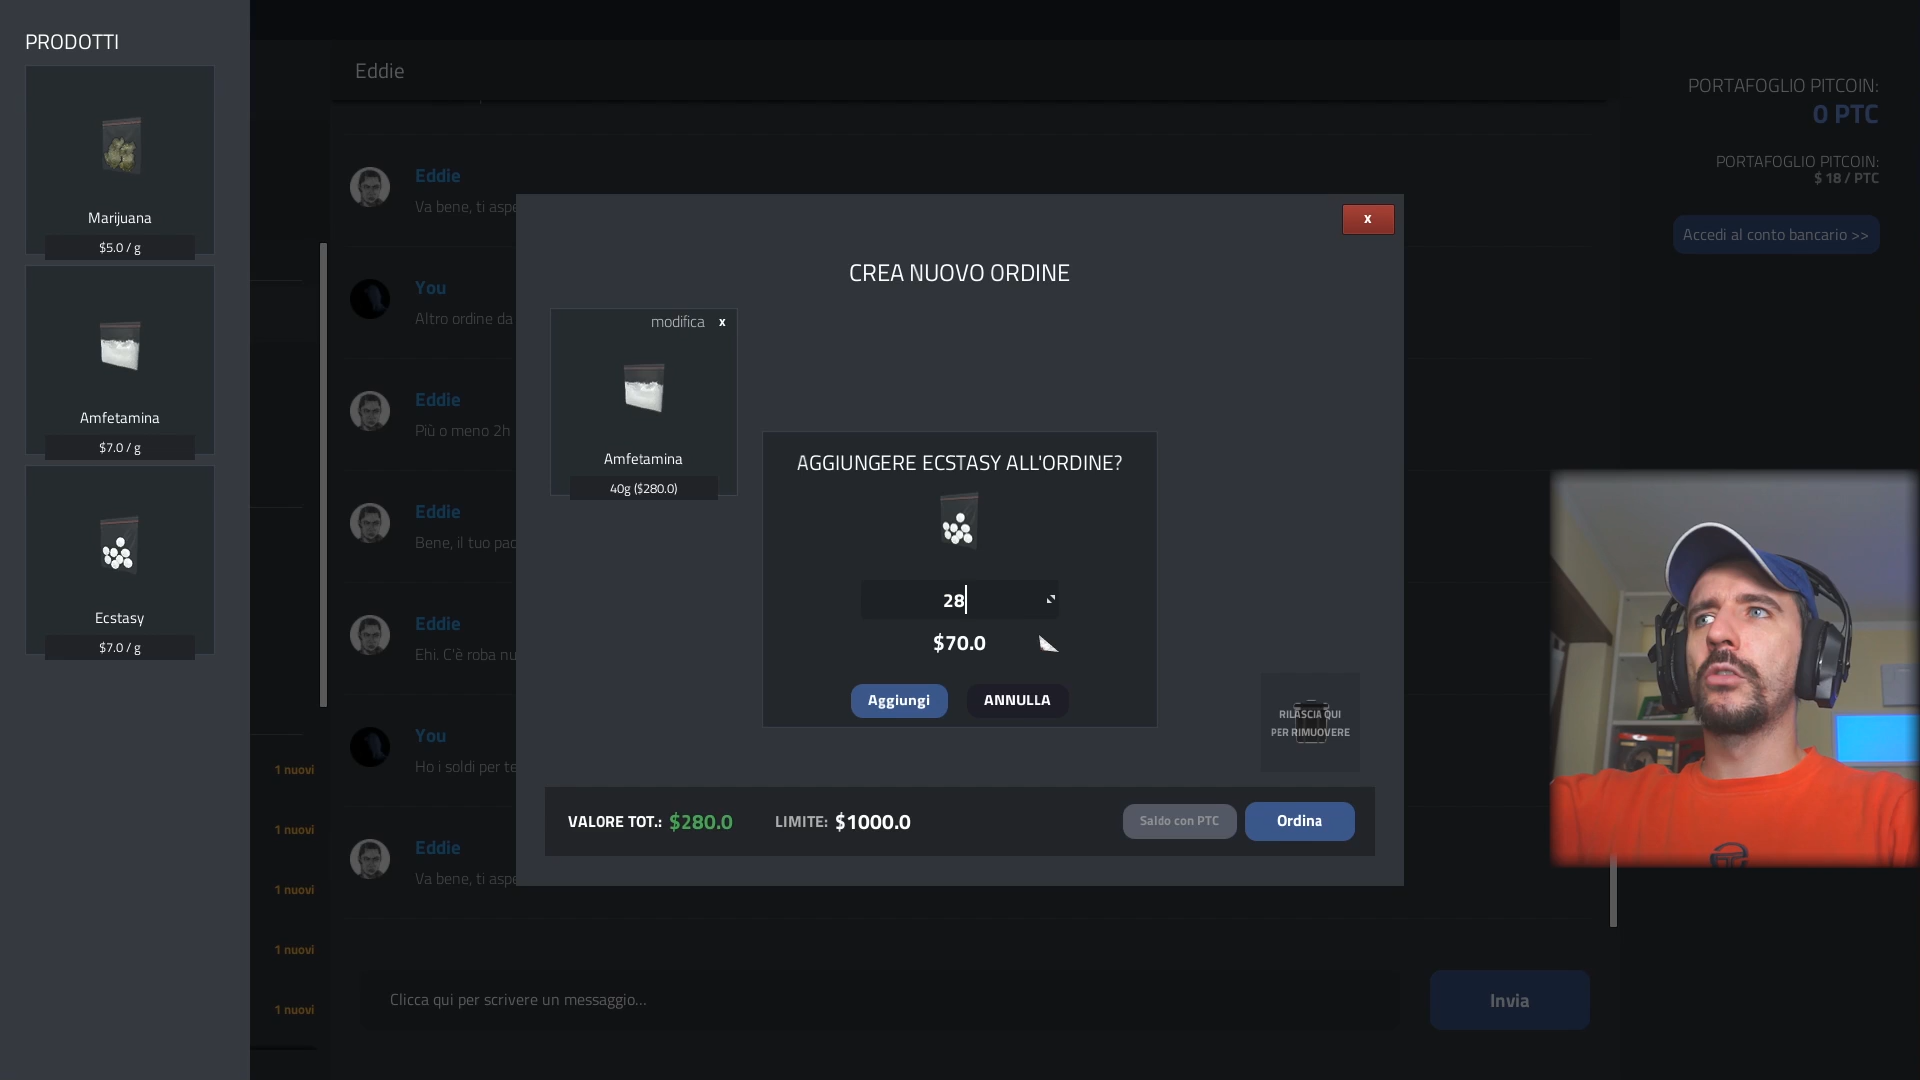 PRODOTTI
Marijuana
$5.0 / g
Amfetamina
$7.0 / g
Ecstasy
$7.0 / g
1 nuovi
1 nuovi
1 nuovi
1 nuovi
1 nuovi
Eddie
Eddie
Va bene, ti aspe
You
Altro ordine da
Eddie
Più o meno 2h
Eddie
Bene, il tuo pac
Eddie
Ehi. C'è roba nu
You
Ho i soldi per te
Eddie
Va bene, ti aspe
Clicca qui per scrivere un messaggio...
Invia
x
CREA NUOVO ORDINE
modifica x
Amfetamina
40g ($280.0)
AGGIUNGERE ECSTASY ALL'ORDINE?
28
$70.0
Aggiungi
ANNULLA
RILASCIA QUI
PER RIMUOVERE
VALORE TOT.: $280.0
LIMITE: $1000.0
Saldo con PTC
Ordina
PORTAFOGLIO PITCOIN:
0 PTC
PORTAFOGLIO PITCOIN:
$ 18 / PTC
Accedi al conto bancario >>